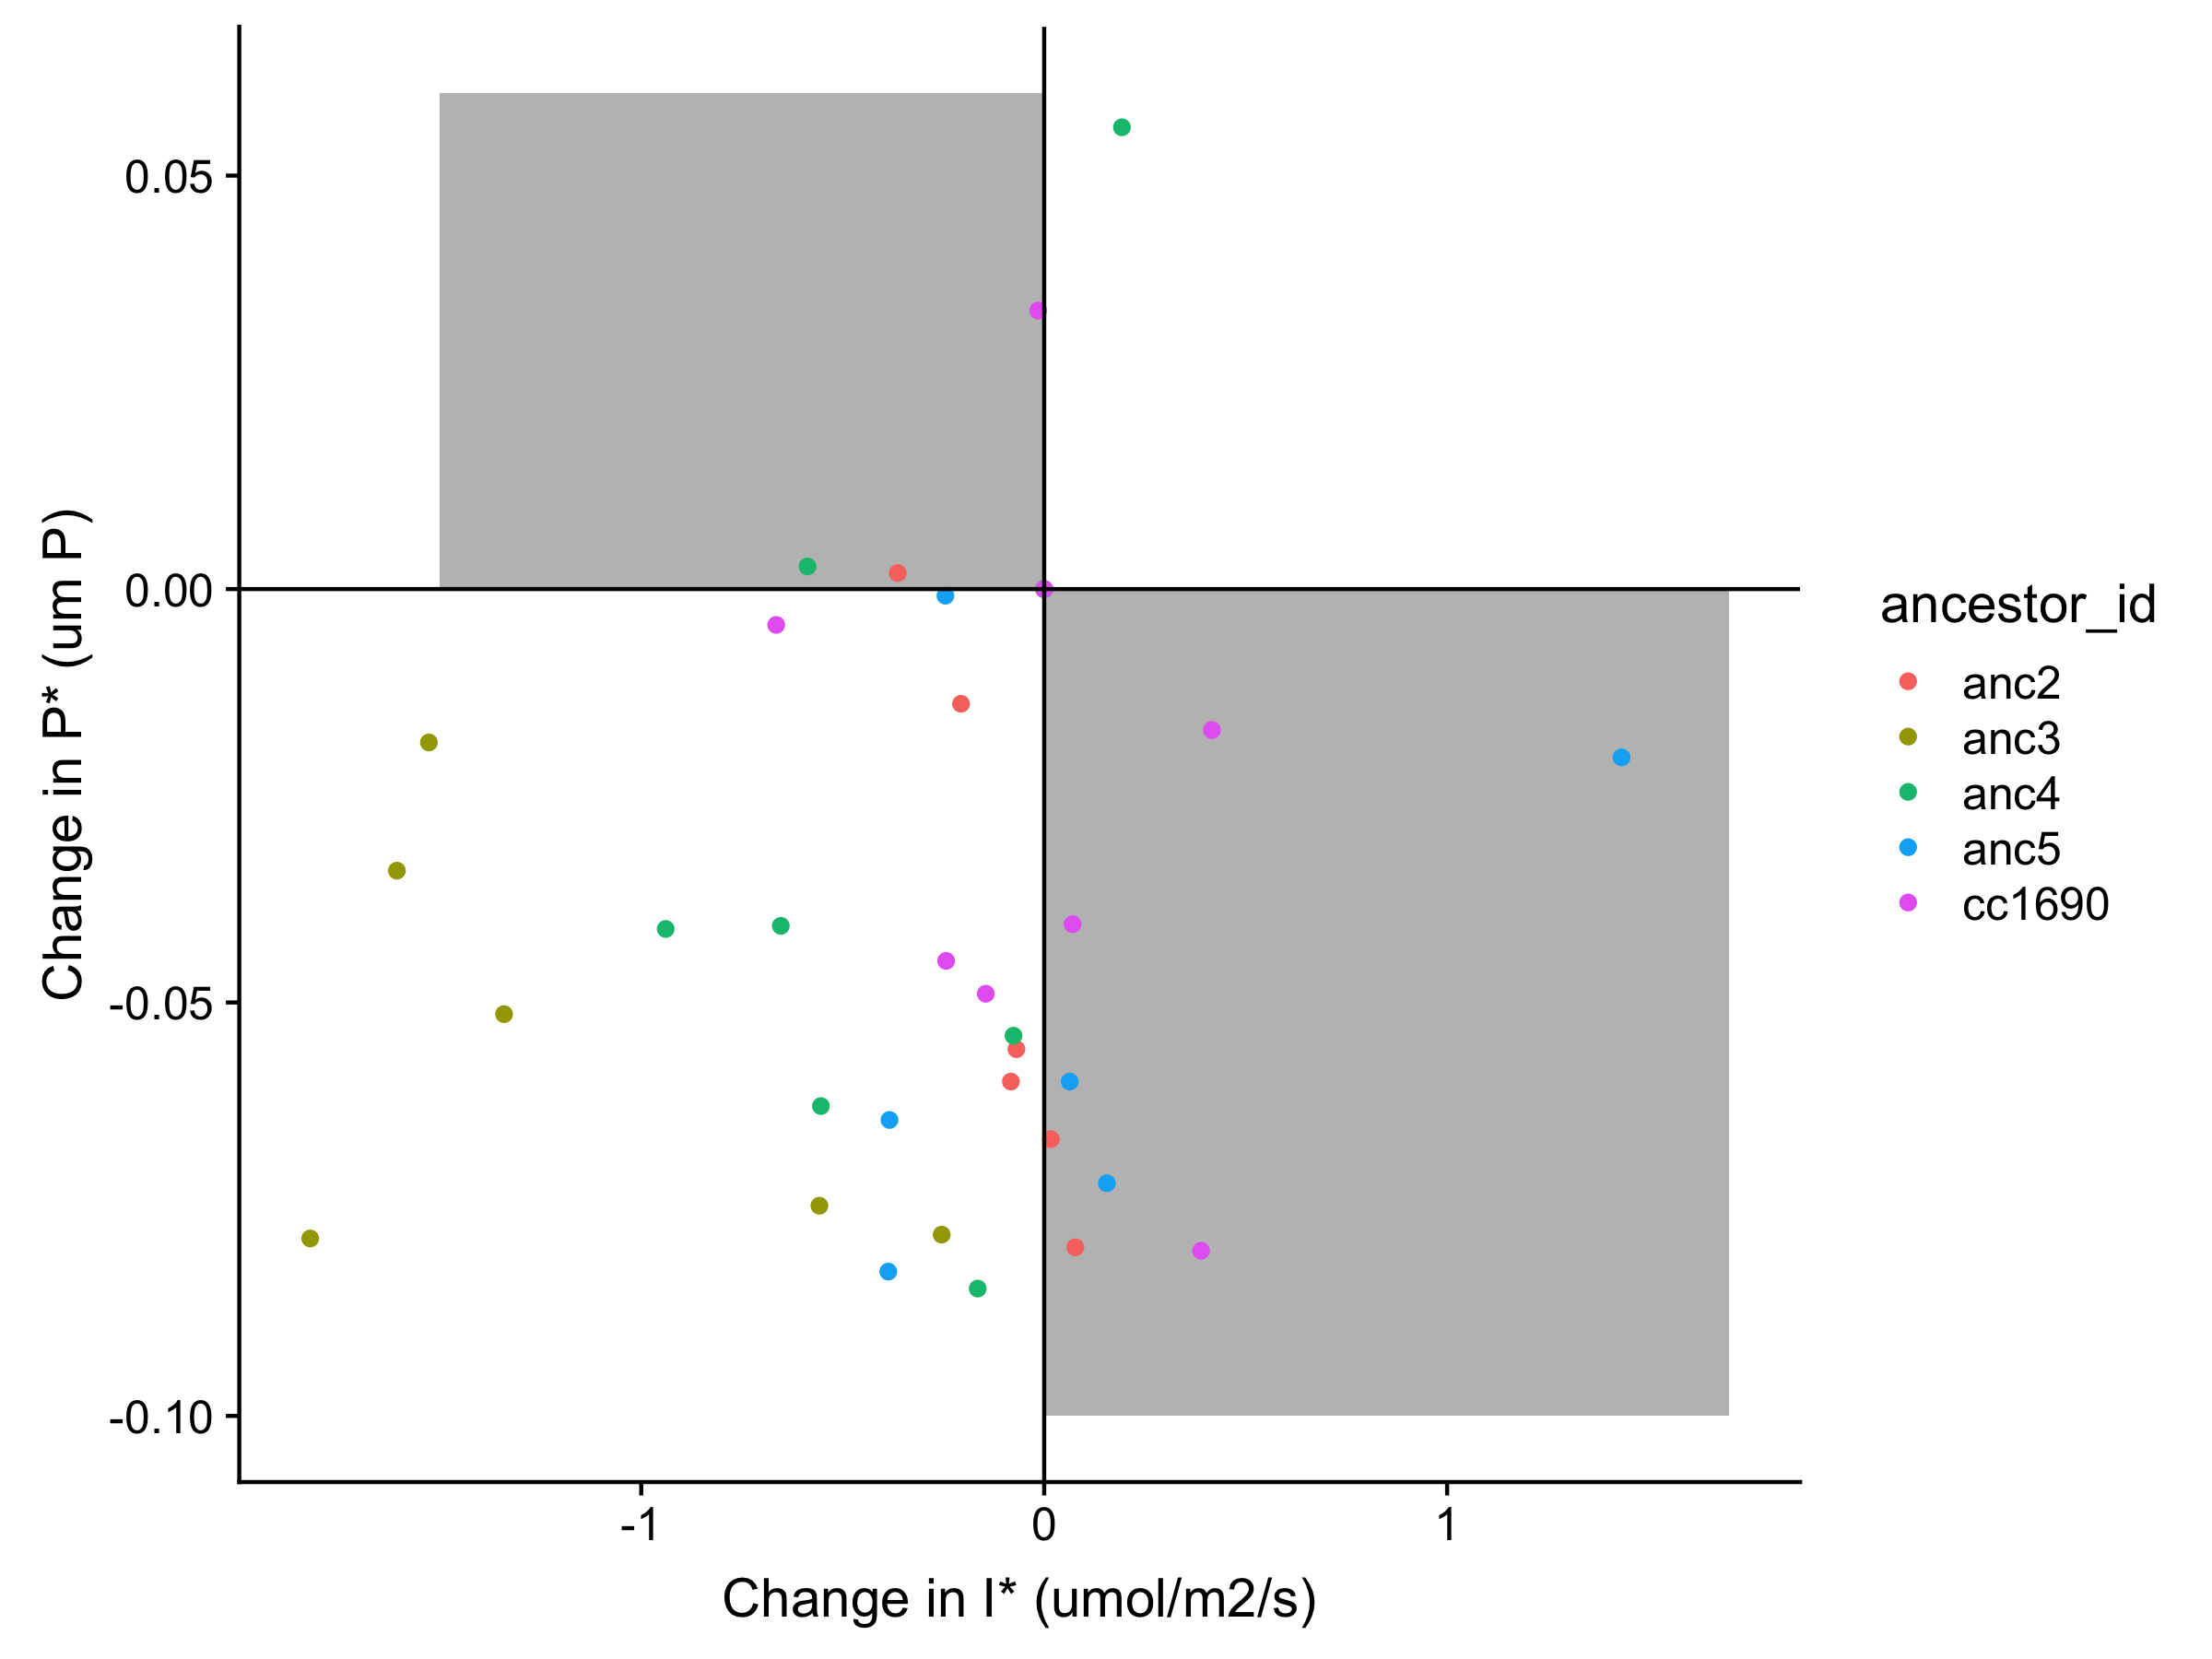 Change in P* (um P)
0.05
0.00
-0.05
-0.10
-1
0
1
Change in I* (umol/m2/s)
ancestor_id
anc2
anc3
anc4
anc5
cc1690